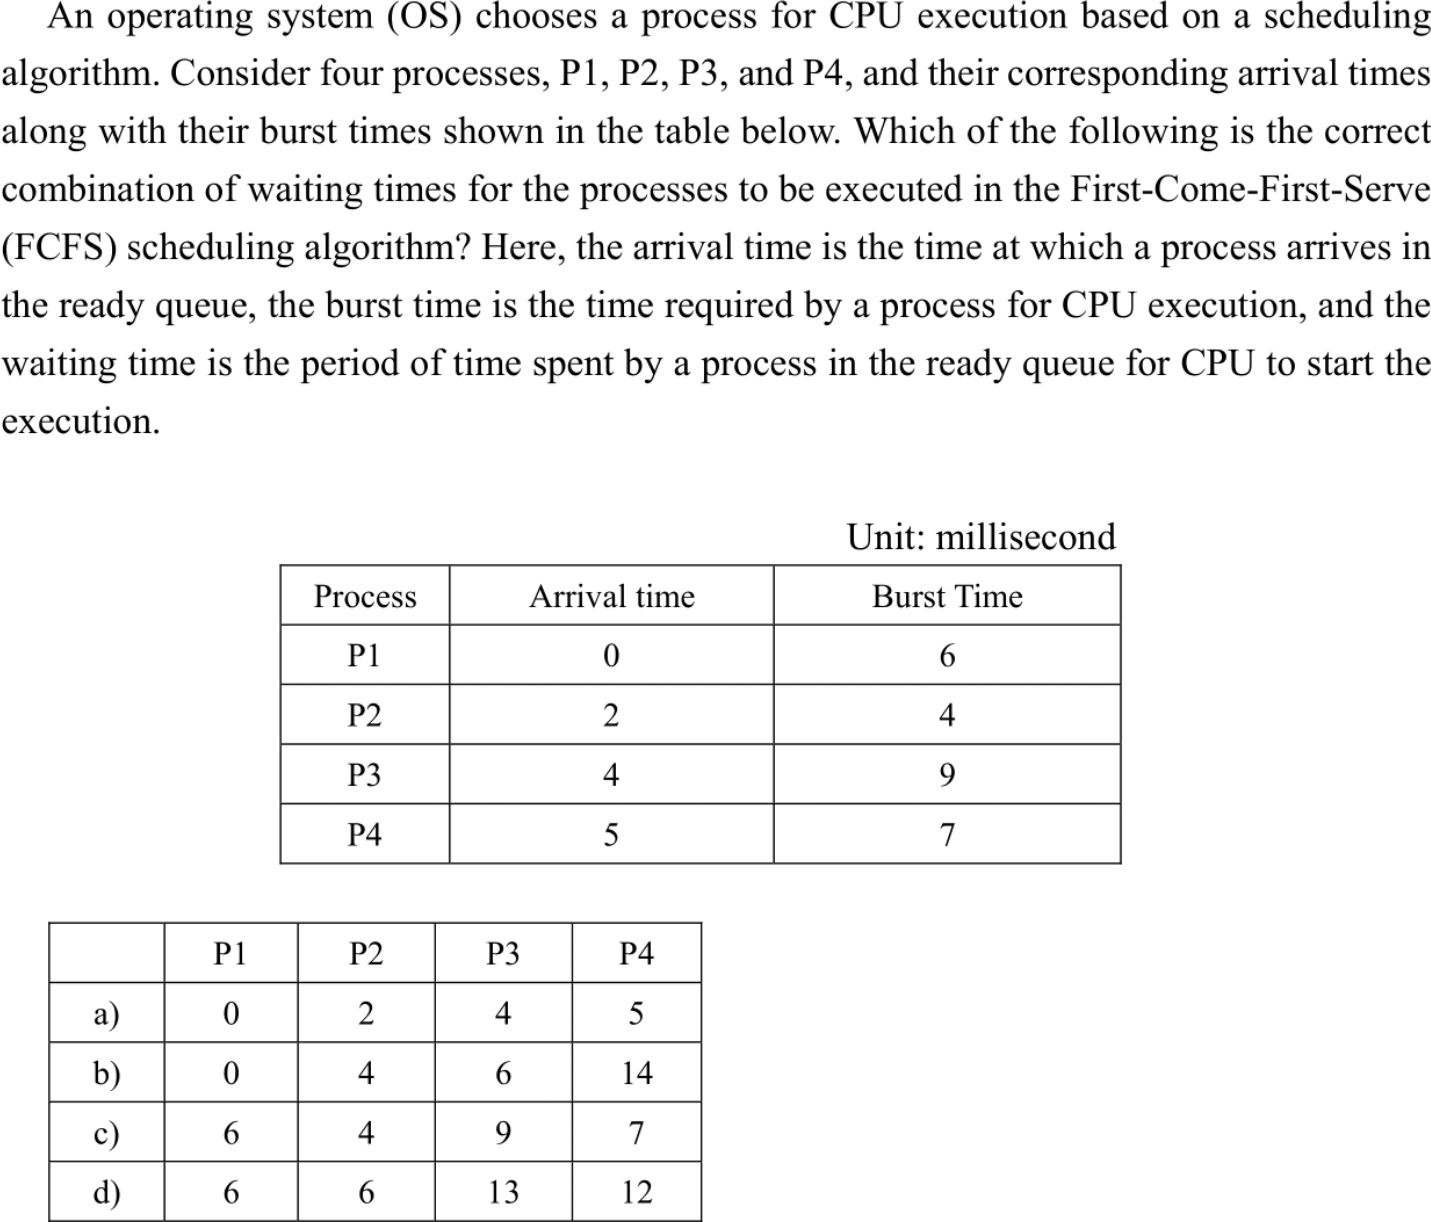 An operating system (OS) chooses a process for CPU execution based on a scheduling
algorithm. Consider four processes, P1, P2, P3, and P4, and their corresponding arrival times
along with their burst times shown in the table below. Which of the following is the correct
combination of waiting times for the processes to be executed in the First-Come-First-Serve
(FCFS) scheduling algorithm? Here, the arrival time is the time at which a process arrives in
the ready queue, the burst time is the time required by a process for CPU execution, and the
waiting time is the period of time spent by a process in the ready queue for CPU to start the
execution.
Unit: millisecond
Process Arrival time Burst Time
P1 0 6
P2 2 4
P3 4 9
P4 5 7
P1 P2 P3 P4
a) 0 2 4 5
b) 0 4 6 14
c) 6 4 9 7
d) 6 6 13 12